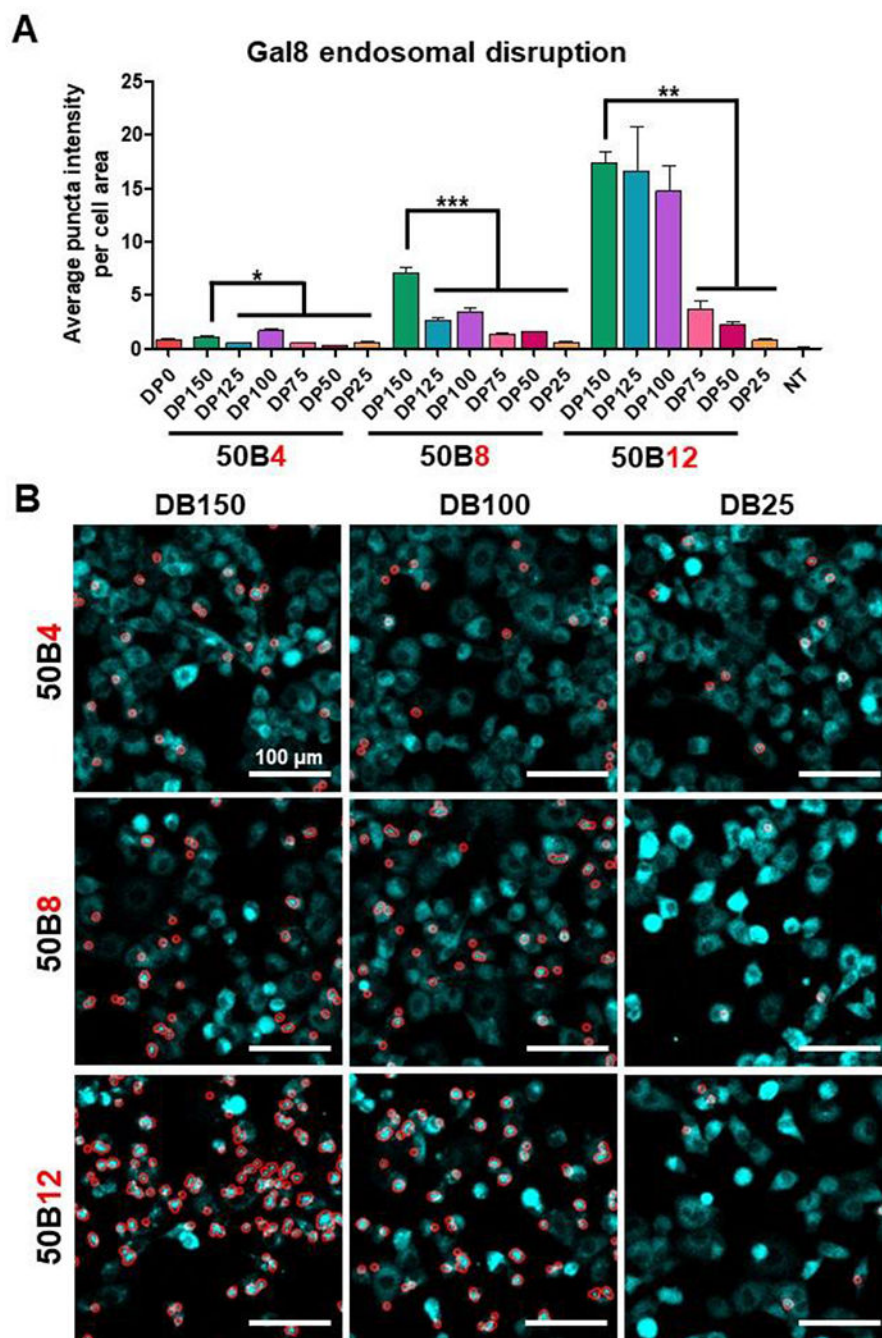 A
Gal8 endosomal disruption
Average puncta intensity
per cell area
25
20
15
10
5
0
*
***
**
DP0 DP150 DP125 DP100 DP75 DP50 DP25 DP150 DP125 DP100 DP75 DP50 DP25 DP150 DP125 DP100 DP75 DP50 DP25 NT
50B4 50B8 50B12
B
DB150 DB100 DB25
50B4
100 µm
50B8
50B12